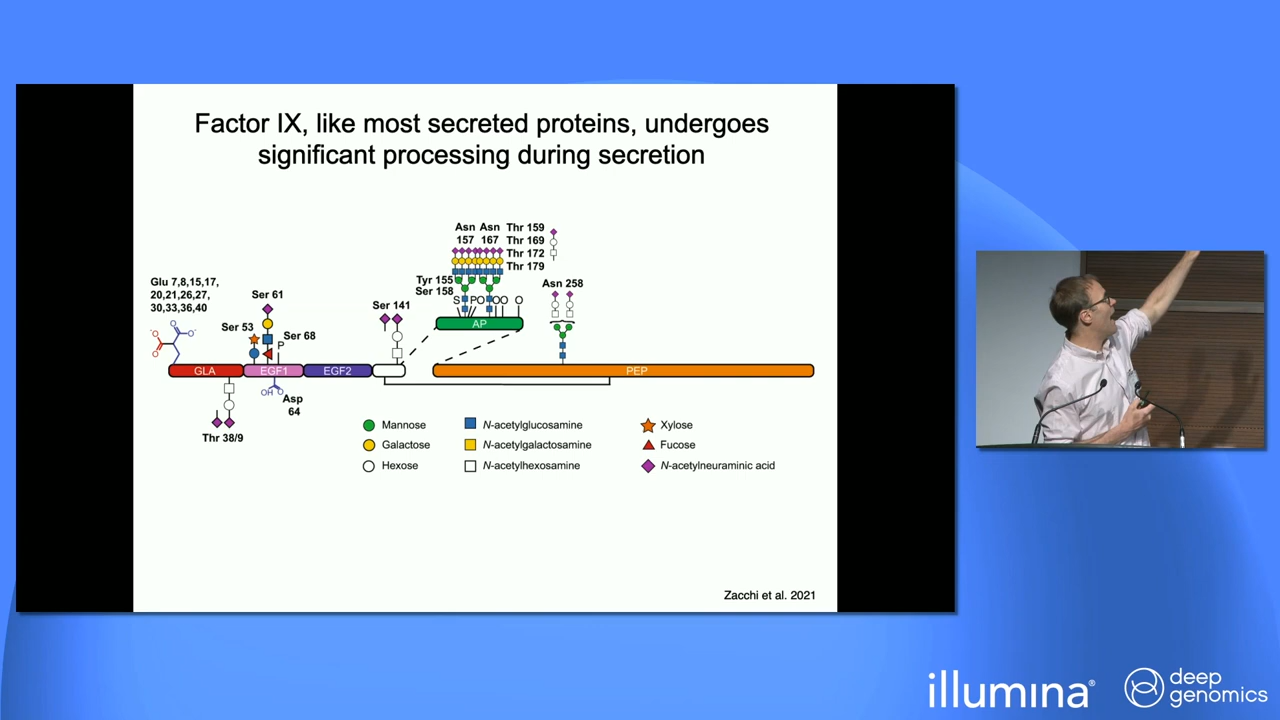 Factor IX, like most secreted proteins, undergoes
significant processing during secretion
Asn Asn Thr 159
157 167 Thr 169
Thr 172
Thr 179
Glu 7,8,15,17,
20,21,26,27,
30,33,36,40
Ser 61
Tyr 155
Ser 158
Asn 258
Ser 141
S PO OO O
Ser 53
Ser 68
P
AP
O⁻
O
O
O⁻
GLA
EGF1
EGF2
PEP
OH O
Asp
64
Thr 38/9
Mannose
N-acetylglucosamine
Xylose
Galactose
N-acetylgalactosamine
Fucose
Hexose
N-acetylhexosamine
N-acetylneuraminic acid
Zacchi et al. 2021
illumina®
deep
genomics